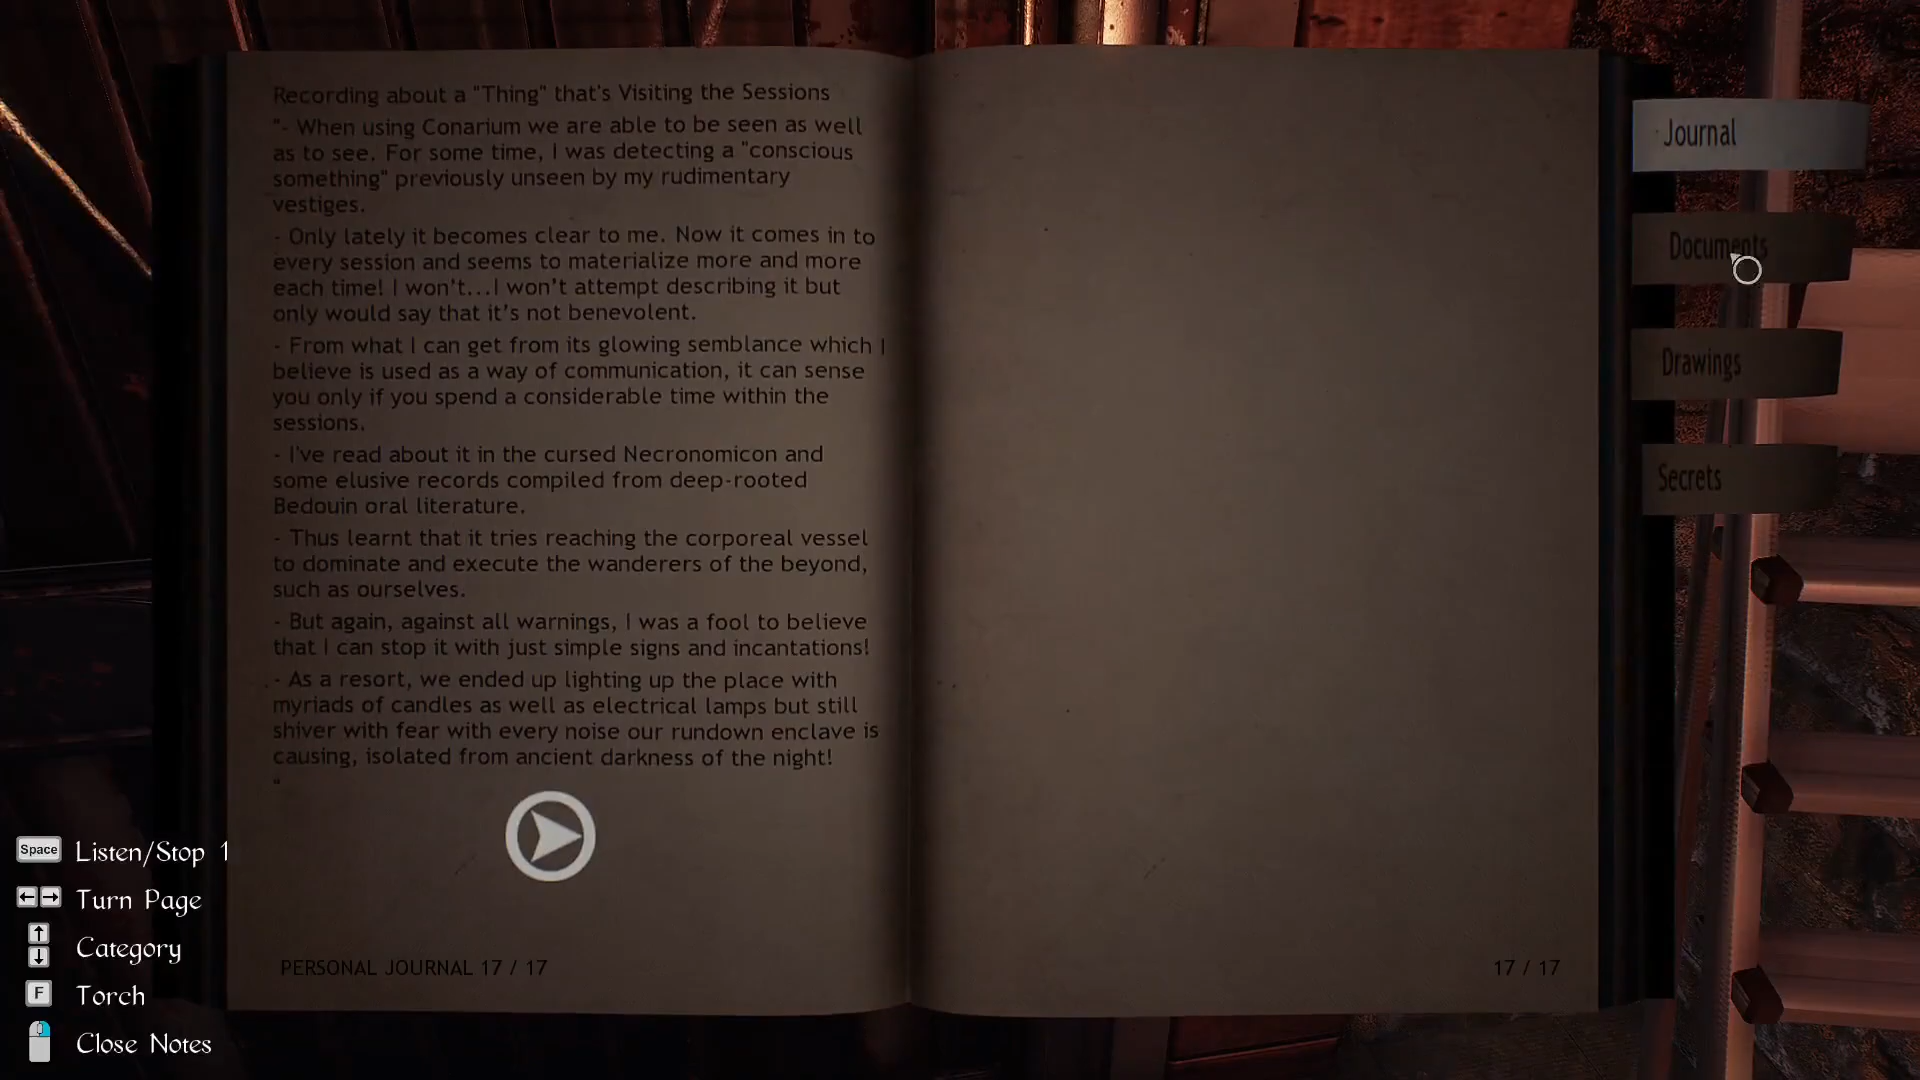 Recording about a "Thing" that's Visiting the Sessions
"- When using Conarium we are able to be seen as well
as to see. For some time, I was detecting a "conscious
something" previously unseen by my rudimentary
vestiges.
- Only lately it becomes clear to me. Now it comes in to
every session and seems to materialize more and more
each time! I won't...I won't attempt describing it but
only would say that it's not benevolent.
- From what I can get from its glowing semblance which I
believe is used as a way of communication, it can sense
you only if you spend a considerable time within the
sessions.
- I've read about it in the cursed Necronomicon and
some elusive records compiled from deep-rooted
Bedouin oral literature.
- Thus learnt that it tries reaching the corporeal vessel
to dominate and execute the wanderers of the beyond,
such as ourselves.
- But again, against all warnings, I was a fool to believe
that I can stop it with just simple signs and incantations!
- As a resort, we ended up lighting up the place with
myriads of candles as well as electrical lamps but still
shiver with fear with every noise our rundown enclave is
causing, isolated from ancient darkness of the night!
"
PERSONAL JOURNAL 17 / 17
17 / 17
Journal
Documents
Drawings
Secrets
Space Listen/Stop 1
Turn Page
Category
F Torch
Close Notes